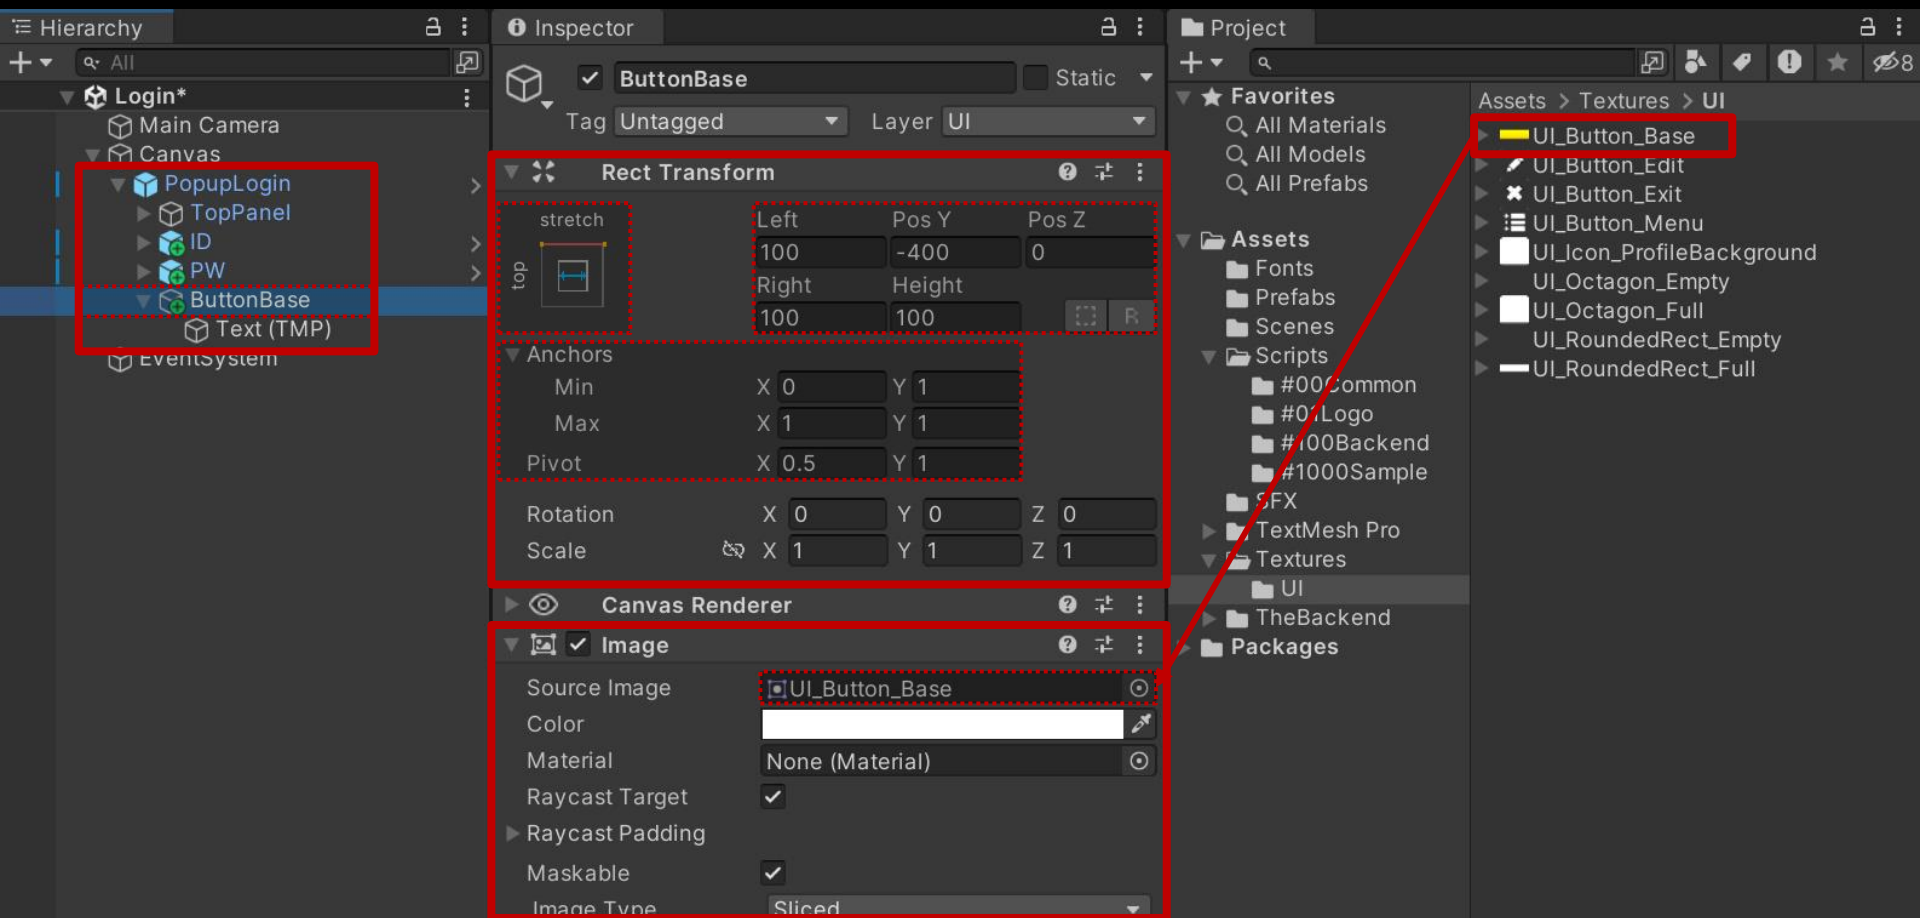 Hierarchy
All
Login*
Main Camera
Canvas
PopupLogin
TopPanel
ID
PW
ButtonBase
Text (TMP)
EventSystem
Inspector
ButtonBase
Static
Tag Untagged
Layer UI
Rect Transform
stretch
top
Left Pos Y Pos Z
100 -400 0
Right Height
100 100
R
Anchors
Min X 0 Y 1
Max X 1 Y 1
Pivot X 0.5 Y 1
Rotation X 0 Y 0 Z 0
Scale X 1 Y 1 Z 1
Canvas Renderer
Image
Source Image UI_Button_Base
Color
Material None (Material)
Raycast Target
Raycast Padding
Maskable
Image Type Sliced
Project
8
Favorites
All Materials
All Models
All Prefabs
Assets
Fonts
Prefabs
Scenes
Scripts
#00Common
#01Logo
#100Backend
#1000Sample
SFX
TextMesh Pro
Textures
UI
TheBackend
Packages
Assets > Textures > UI
UI_Button_Base
UI_Button_Edit
UI_Button_Exit
UI_Button_Menu
UI_Icon_ProfileBackground
UI_Octagon_Empty
UI_Octagon_Full
UI_RoundedRect_Empty
UI_RoundedRect_Full